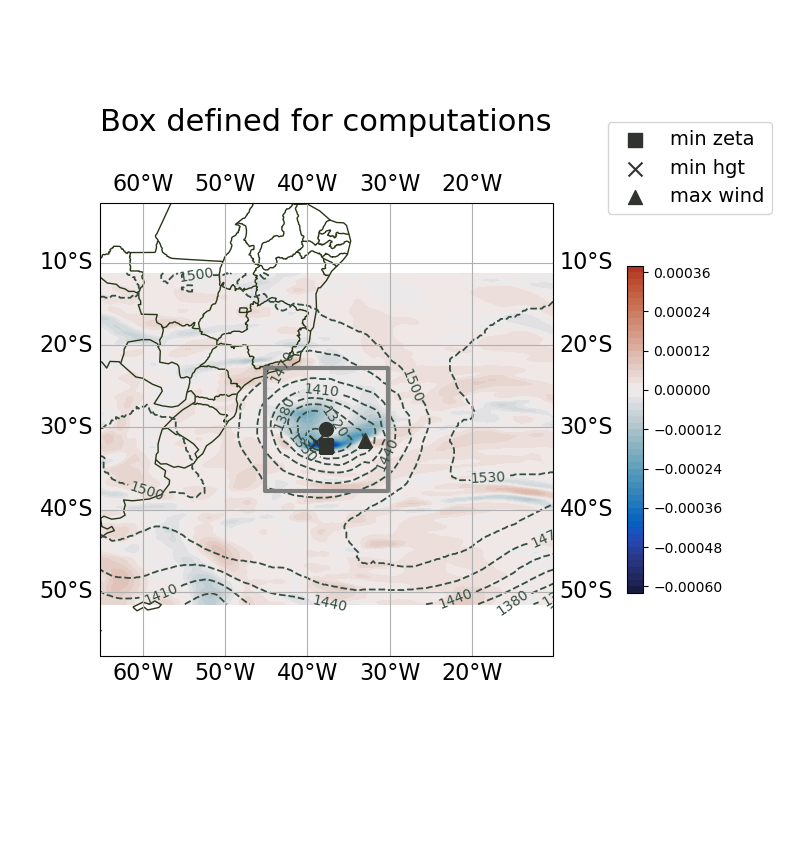 Box defined for computations
min zeta
min hgt
max wind
60°W 50°W 40°W 30°W 20°W
10°S 10°S
20°S 20°S
30°S 30°S
40°S 40°S
50°S 50°S
60°W 50°W 40°W 30°W 20°W
1500
1500
1410
1380
1320
1440
1530
1500
1410
1440
1440
1380
0.00036
0.00024
0.00012
0.00000
−0.00012
−0.00024
−0.00036
−0.00048
−0.00060